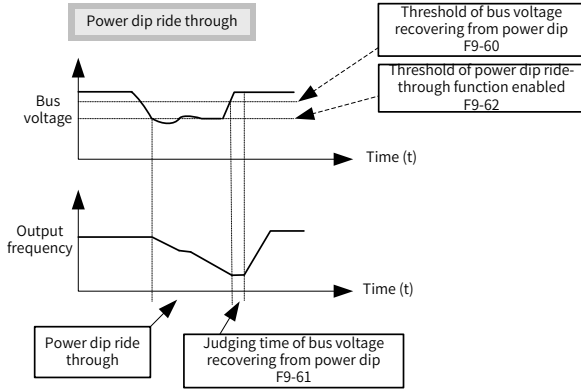 Power dip ride through
Threshold of bus voltage
recovering from power dip
F9-60
Threshold of power dip ride-
through function enabled
F9-62
Bus
voltage
Time (t)
Output
frequency
Time (t)
Power dip ride
through
Judging time of bus voltage
recovering from power dip
F9-61